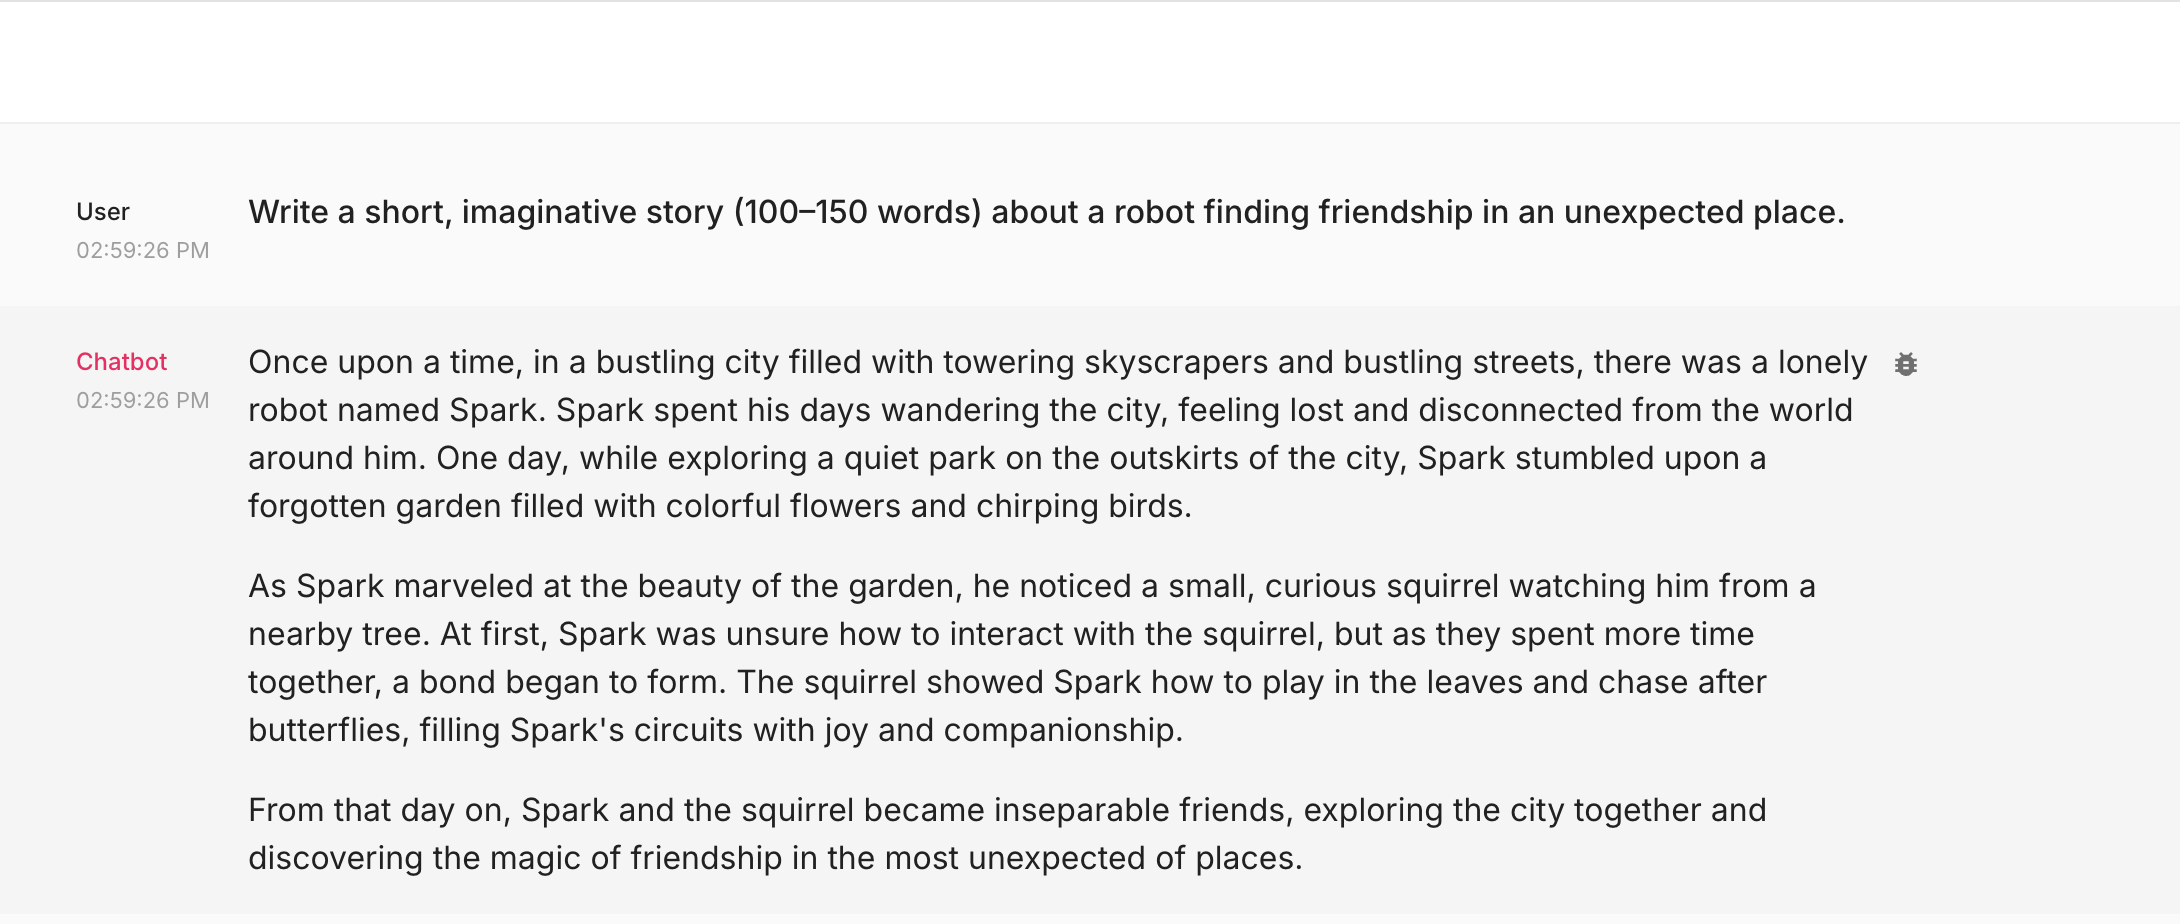 User
02:59:26 PM
Write a short, imaginative story (100–150 words) about a robot finding friendship in an unexpected place.
Chatbot
02:59:26 PM
Once upon a time, in a bustling city filled with towering skyscrapers and bustling streets, there was a lonely
robot named Spark. Spark spent his days wandering the city, feeling lost and disconnected from the world
around him. One day, while exploring a quiet park on the outskirts of the city, Spark stumbled upon a
forgotten garden filled with colorful flowers and chirping birds.
As Spark marveled at the beauty of the garden, he noticed a small, curious squirrel watching him from a
nearby tree. At first, Spark was unsure how to interact with the squirrel, but as they spent more time
together, a bond began to form. The squirrel showed Spark how to play in the leaves and chase after
butterflies, filling Spark's circuits with joy and companionship.
From that day on, Spark and the squirrel became inseparable friends, exploring the city together and
discovering the magic of friendship in the most unexpected of places.